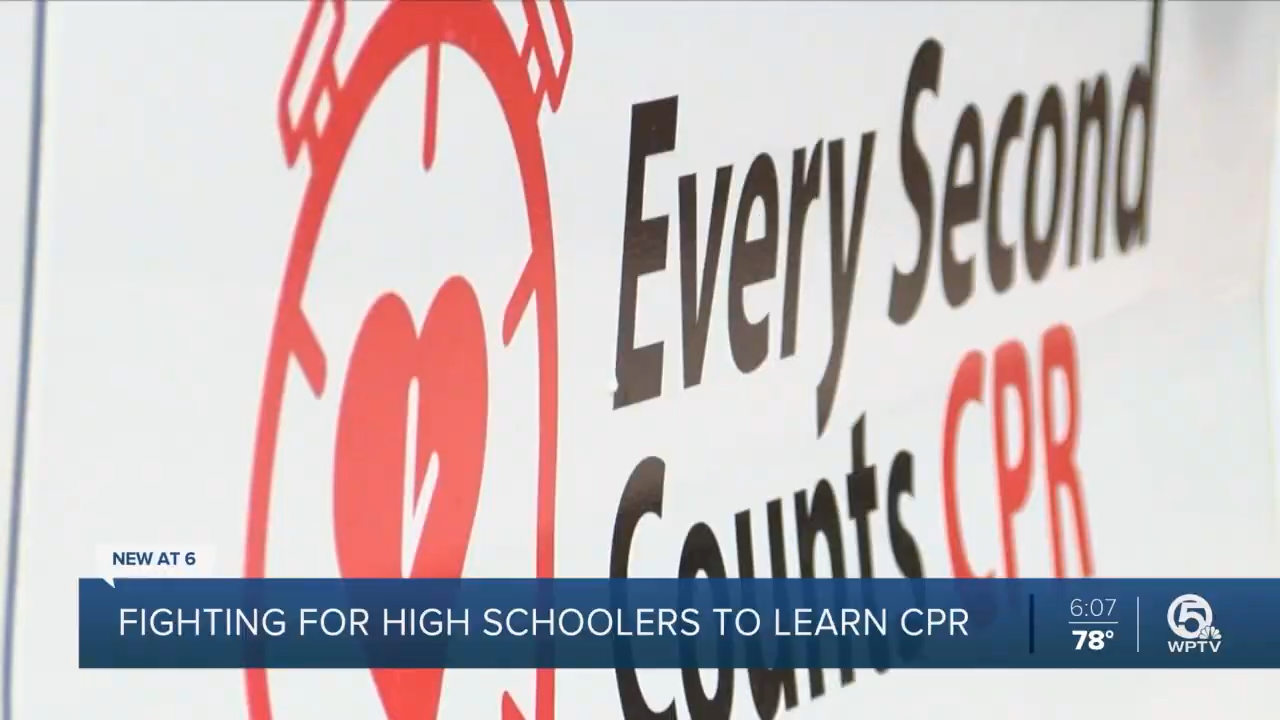 Every Second
Counts CPR
NEW AT 6
FIGHTING FOR HIGH SCHOOLERS TO LEARN CPR
6:07
78°
5
WPTV